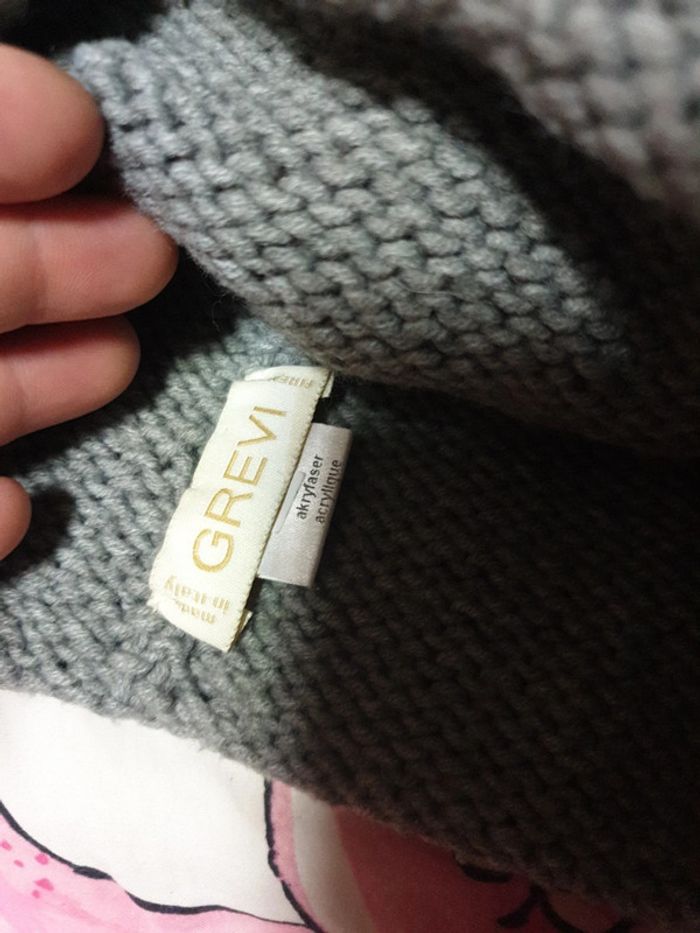 GREVI
made
in italy
akryfaser
acrylique